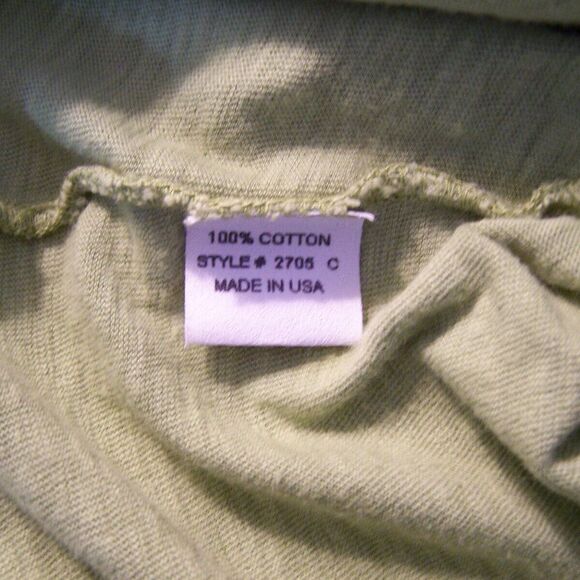 100% COTTON
STYLE # 2705 C
MADE IN USA